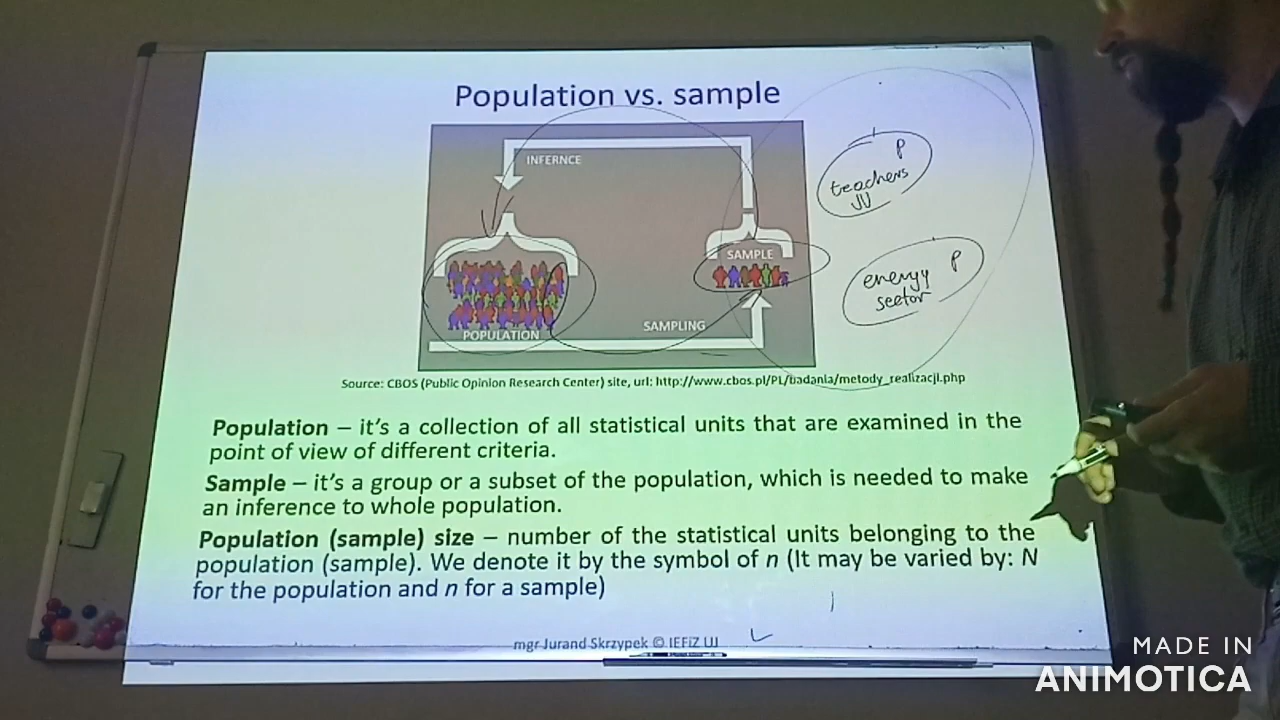 Population vs. sample
INFERNCE
P
teachers
JU
SAMPLE
P
energy
sector
SAMPLING
POPULATION
Source: CBOS (Public Opinion Research Center) site, url: http://www.cbos.pl/PL/badania/metody_realizacji.php
Population – it's a collection of all statistical units that are examined in the
point of view of different criteria.
Sample – it's a group or a subset of the population, which is needed to make
an inference to whole population.
Population (sample) size – number of the statistical units belonging to the
population (sample). We denote it by the symbol of n (It may be varied by: N
for the population and n for a sample)
mgr Jurand Skrzypek © IEFiZ UJ
MADE IN
ANIMOTICA